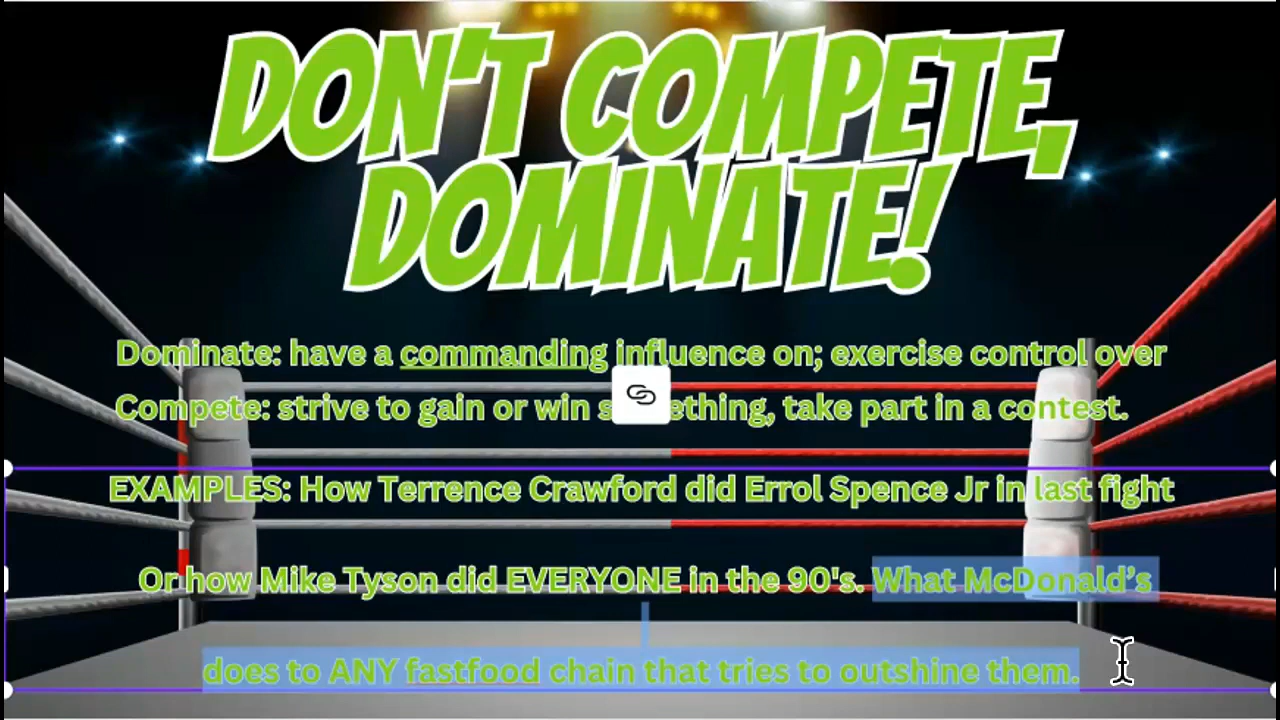 DON'T COMPETE,
DOMINATE!
Dominate: have a commanding influence on; exercise control over
Compete: strive to gain or win something, take part in a contest.
EXAMPLES: How Terrence Crawford did Errol Spence Jr in last fight
Or how Mike Tyson did EVERYONE in the 90's. What McDonald's
does to ANY fastfood chain that tries to outshine them.